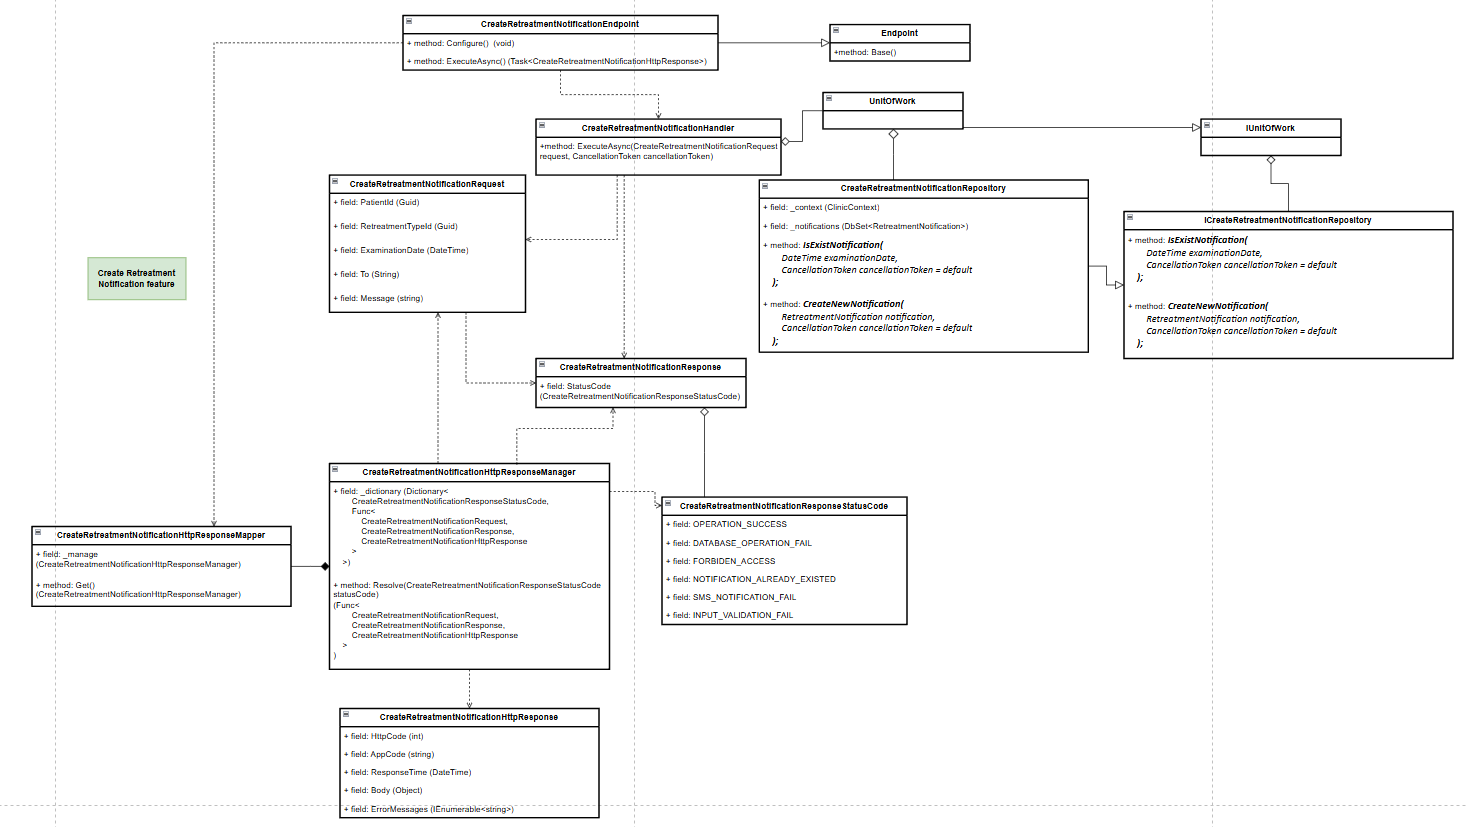 CreateRetreatmentNotificationEndpoint
+ method: Configure() (void)
+ method: ExecuteAsync() (Task<CreateRetreatmentNotificationHttpResponse>)
Endpoint
+method: Base()
UnitOfWork
IUnitOfWork
CreateRetreatmentNotificationHandler
+method: ExecuteAsync(CreateRetreatmentNotificationRequest
request, CancellationToken cancellationToken)
CreateRetreatmentNotificationRequest
+ field: PatientId (Guid)
+ field: RetreatmentTypeId (Guid)
+ field: ExaminationDate (DateTime)
+ field: To (String)
+ field: Message (string)
CreateRetreatmentNotificationRepository
+ field: _context (ClinicContext)
+ field: _notifications (DbSet<RetreatmentNotification>)
+ method: IsExistNotification(
DateTime examinationDate,
CancellationToken cancellationToken = default
);
+ method: CreateNewNotification(
RetreatmentNotification notification,
CancellationToken cancellationToken = default
);
ICreateRetreatmentNotificationRepository
+ method: IsExistNotification(
DateTime examinationDate,
CancellationToken cancellationToken = default
);
+ method: CreateNewNotification(
RetreatmentNotification notification,
CancellationToken cancellationToken = default
);
Create Retreatment
Notification feature
CreateRetreatmentNotificationResponse
+ field: StatusCode
(CreateRetreatmentNotificationResponseStatusCode)
CreateRetreatmentNotificationHttpResponseManager
+ field: _dictionary (Dictionary<
CreateRetreatmentNotificationResponseStatusCode,
Func<
CreateRetreatmentNotificationRequest,
CreateRetreatmentNotificationResponse,
CreateRetreatmentNotificationHttpResponse
>
>)
+ method: Resolve(CreateRetreatmentNotificationResponseStatusCode
statusCode)
(Func<
CreateRetreatmentNotificationRequest,
CreateRetreatmentNotificationResponse,
CreateRetreatmentNotificationHttpResponse
>
)
CreateRetreatmentNotificationResponseStatusCode
+ field: OPERATION_SUCCESS
+ field: DATABASE_OPERATION_FAIL
+ field: FORBIDEN_ACCESS
+ field: NOTIFICATION_ALREADY_EXISTED
+ field: SMS_NOTIFICATION_FAIL
+ field: INPUT_VALIDATION_FAIL
CreateRetreatmentNotificationHttpResponseMapper
+ field: _manage
(CreateRetreatmentNotificationHttpResponseManager)
+ method: Get()
(CreateRetreatmentNotificationHttpResponseManager)
CreateRetreatmentNotificationHttpResponse
+ field: HttpCode (int)
+ field: AppCode (string)
+ field: ResponseTime (DateTime)
+ field: Body (Object)
+ field: ErrorMessages (IEnumerable<string>)